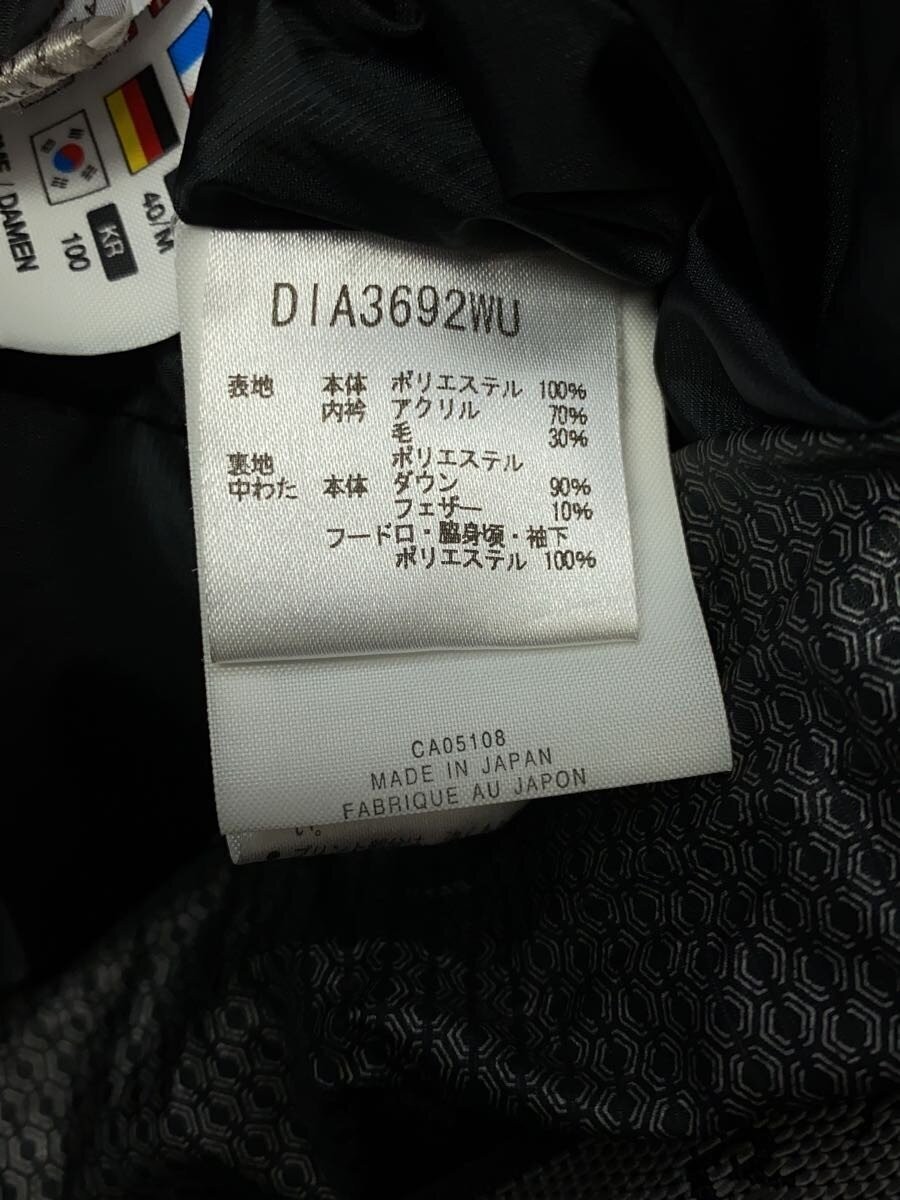 DAMEN
40/M
KR
100
DIA3692WU
表地 本体 ポリエステル 100%
内衿 アクリル 70%
毛 30%
裏地 ポリエステル
中わた 本体 ダウン 90%
フェザー 10%
フードロ・脇身頃・袖下
ポリエステル 100%
CA05108
MADE IN JAPAN
FABRIQUE AU JAPON
い。